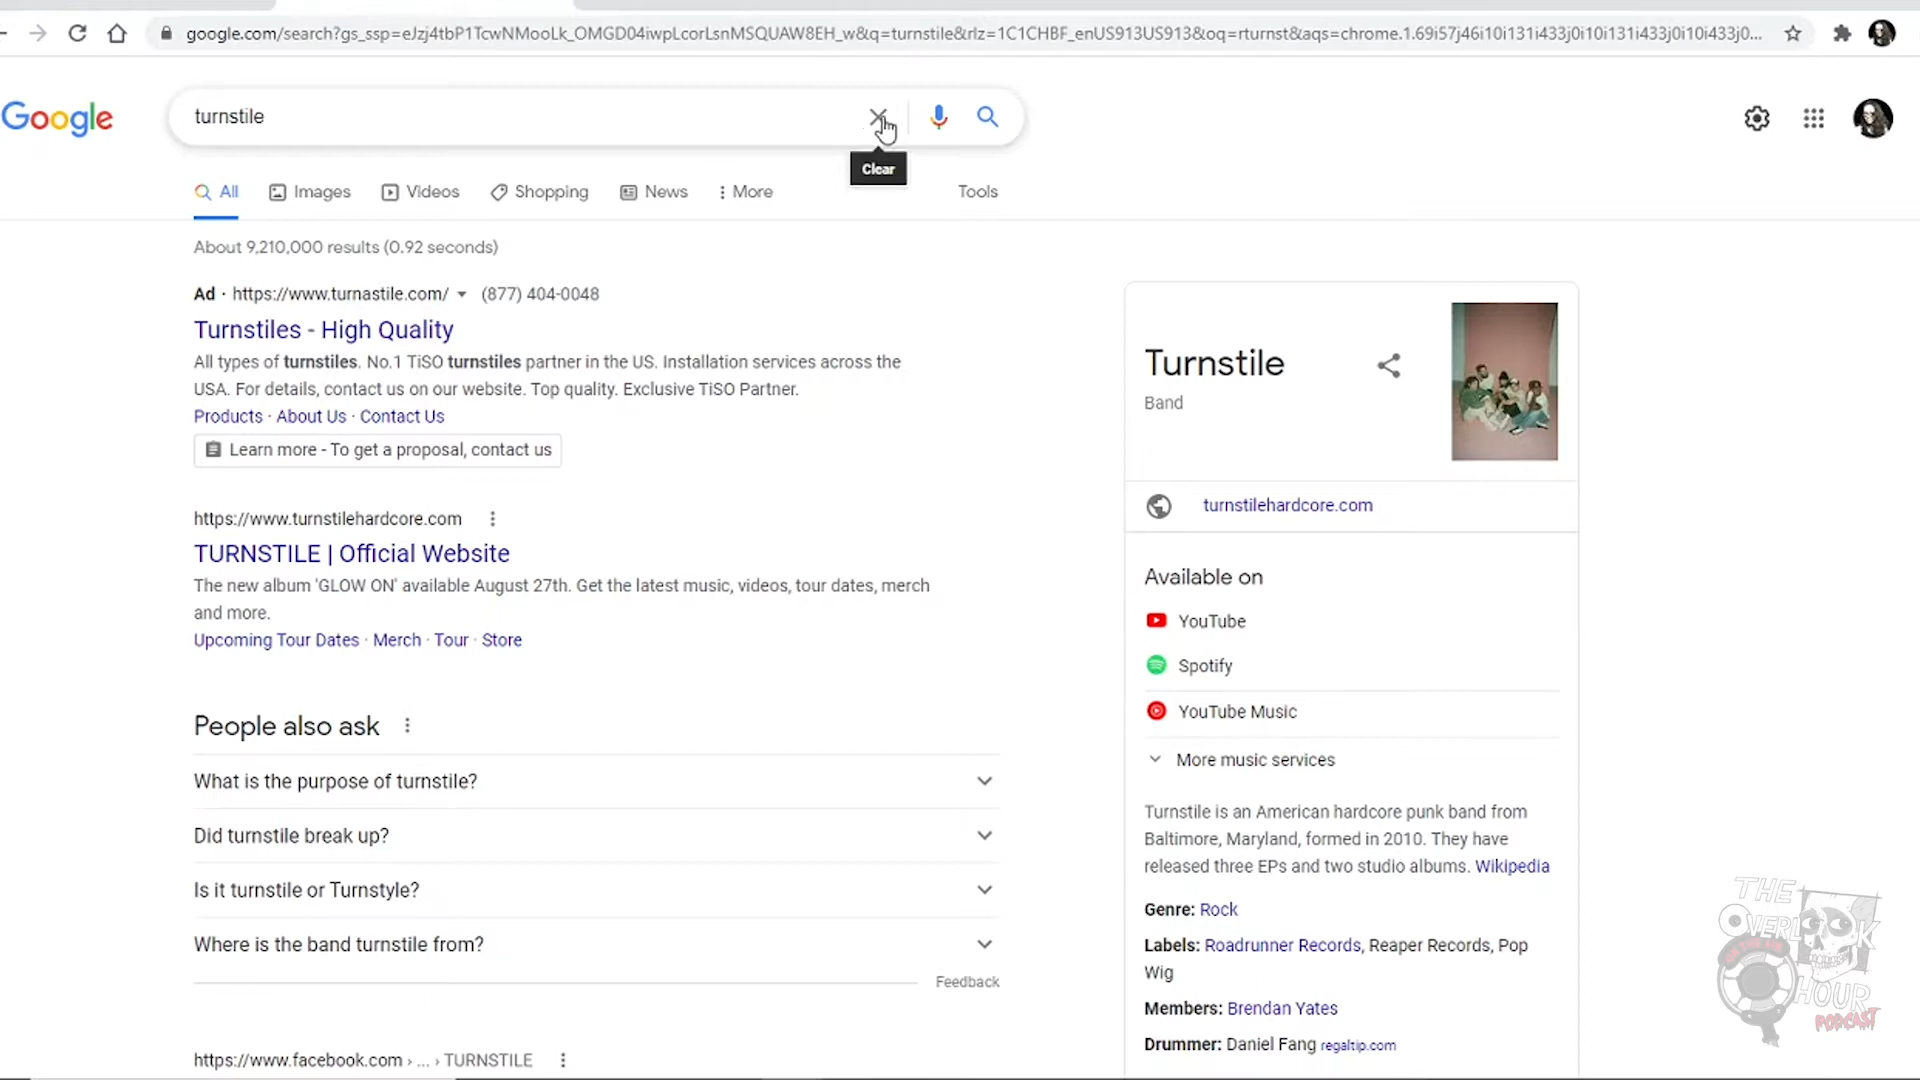 google.com/search?gs_ssp=eJzj4tbP1TcwNMooLk_OMGD04iwpLcorLsnMSQUAW8EH_w&q=turnstile&rlz=1C1CHBF_enUS913US913&oq=rturnst&aqs=chrome.1.69i57j46i10i131i433j0i10i131i433j0i10i433j0...
Google
turnstile
Clear
All
Images
Videos
Shopping
News
More
Tools
About 9,210,000 results (0.92 seconds)
Ad · https://www.turnastile.com/ (877) 404-0048
Turnstiles - High Quality
All types of turnstiles. No.1 TiSO turnstiles partner in the US. Installation services across the
USA. For details, contact us on our website. Top quality. Exclusive TiSO Partner.
Products · About Us · Contact Us
Learn more - To get a proposal, contact us
https://www.turnstilehardcore.com
TURNSTILE | Official Website
The new album 'GLOW ON' available August 27th. Get the latest music, videos, tour dates, merch
and more.
Upcoming Tour Dates · Merch · Tour · Store
People also ask
What is the purpose of turnstile?
Did turnstile break up?
Is it turnstile or Turnstyle?
Where is the band turnstile from?
Feedback
https://www.facebook.com › ... › TURNSTILE
Turnstile
Band
turnstilehardcore.com
Available on
YouTube
Spotify
YouTube Music
More music services
Turnstile is an American hardcore punk band from
Baltimore, Maryland, formed in 2010. They have
released three EPs and two studio albums. Wikipedia
Genre: Rock
Labels: Roadrunner Records, Reaper Records, Pop
Wig
Members: Brendan Yates
Drummer: Daniel Fang regaltip.com
THE
OVERLOOK
ON THE AIR
HOUR
PODCAST